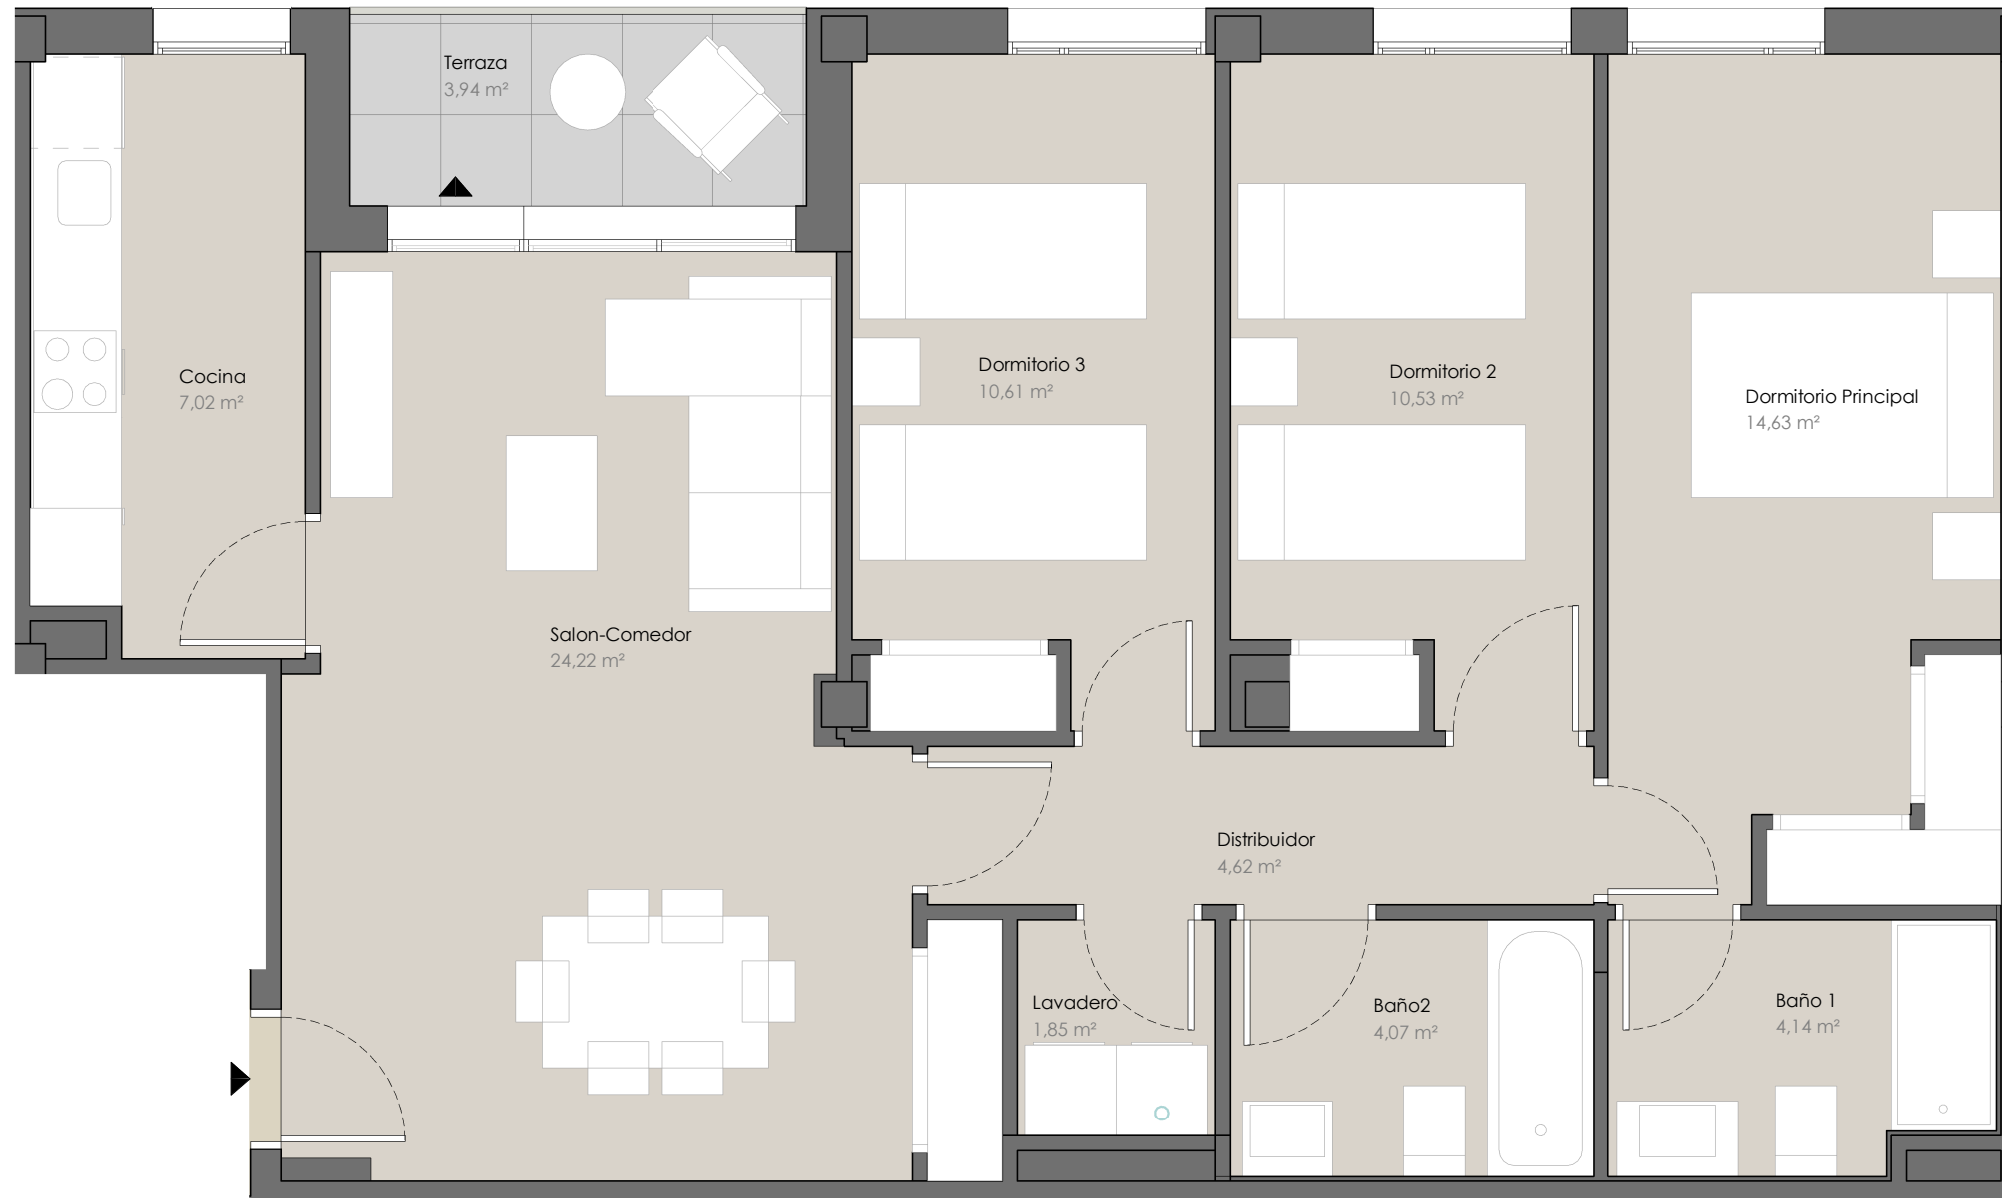 Terraza
3,94 m²
Cocina
7,02 m²
Dormitorio 3
10,61 m²
Dormitorio 2
10,53 m²
Dormitorio Principal
14,63 m²
Salon-Comedor
24,22 m²
Distribuidor
4,62 m²
Lavadero
1,85 m²
Baño2
4,07 m²
Baño 1
4,14 m²